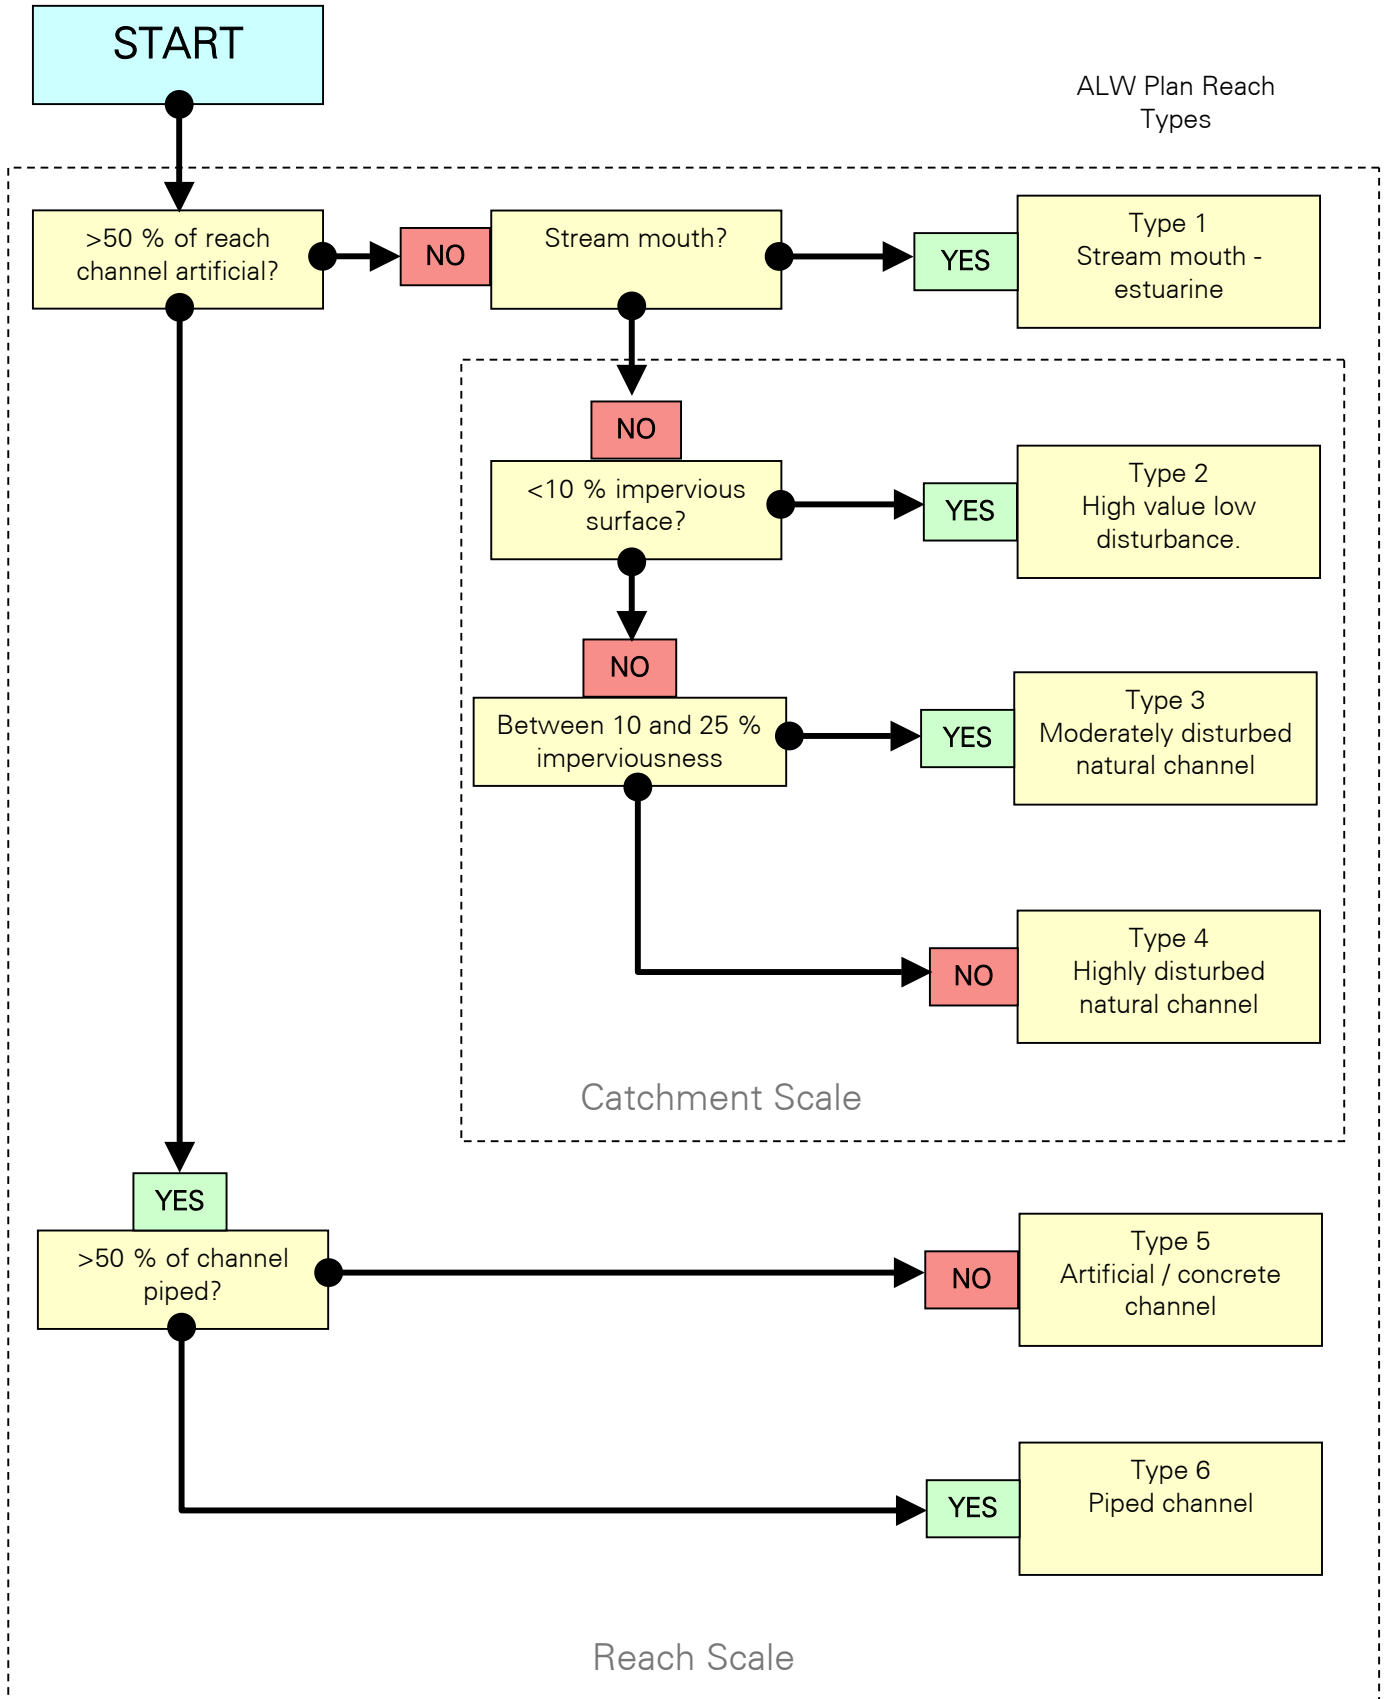 START
ALW Plan Reach
Types
>50 % of reach
channel artificial?
NO
Stream mouth?
YES
Type 1
Stream mouth -
estuarine
NO
<10 % impervious
surface?
YES
Type 2
High value low
disturbance.
NO
Between 10 and 25 %
imperviousness
YES
Type 3
Moderately disturbed
natural channel
NO
Type 4
Highly disturbed
natural channel
Catchment Scale
YES
>50 % of channel
piped?
NO
Type 5
Artificial / concrete
channel
YES
Type 6
Piped channel
Reach Scale